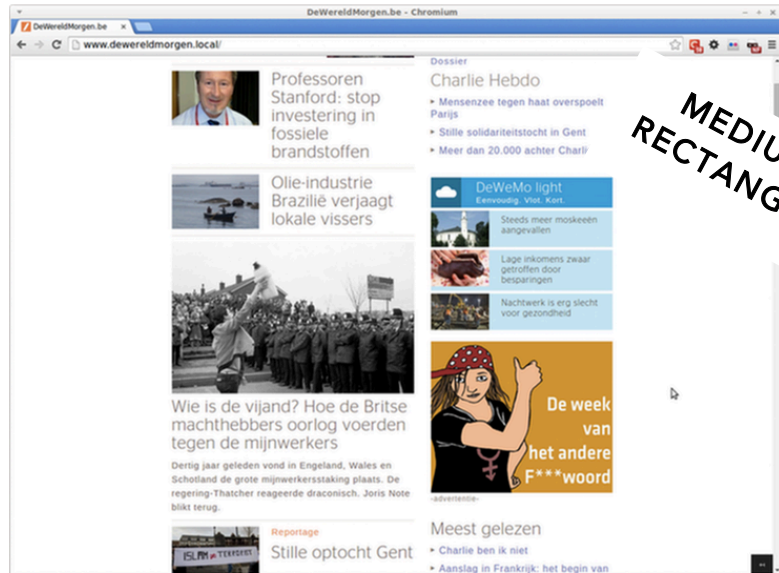 DeWereldMorgen.be - Chromium
DeWereldMorgen.be
www.dewereldmorgen.local/
Professoren
Stanford: stop
investering in
fossiele
brandstoffen
Olie-industrie
Brazilië verjaagt
lokale vissers
Wie is de vijand? Hoe de Britse
machthebbers oorlog voerden
tegen de mijnwerkers
Dertig jaar geleden vond in Engeland, Wales en
Schotland de grote mijnwerkersstaking plaats. De
regering-Thatcher reageerde draconisch. Joris Note
blikt terug.
ISLAM
Reportage
Stille optocht Gent
Dossier
Charlie Hebdo
‣ Mensenzee tegen haat overspoelt
Parijs
‣ Stille solidariteitstocht in Gent
‣ Meer dan 20.000 achter Charli
DeWeMo light
Eenvoudig. Vlot. Kort.
Steeds meer moskeeën
aangevallen
Lage inkomens zwaar
getroffen door
besparingen
Nachtwerk is erg slecht
voor gezondheid
De week
van
het andere
F***woord
-advertentie-
Meest gelezen
‣ Charlie ben ik niet
‣ Aanslag in Frankrijk: het begin van
MEDIU
RECTANG